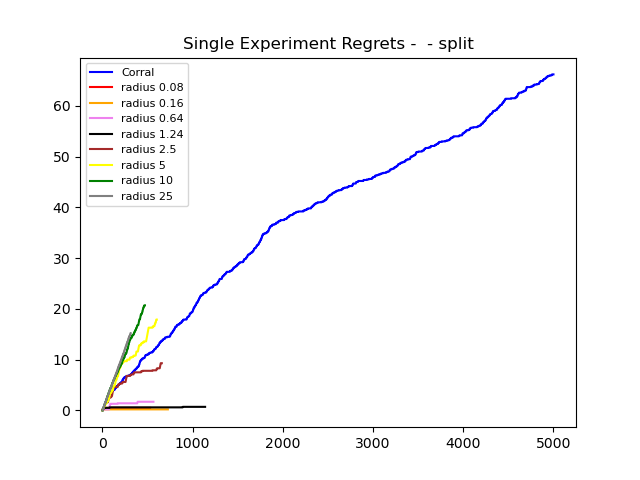 Single Experiment Regrets -  - split
Corral
radius 0.08
radius 0.16
radius 0.64
radius 1.24
radius 2.5
radius 5
radius 10
radius 25
60
50
40
30
20
10
0
0 1000 2000 3000 4000 5000